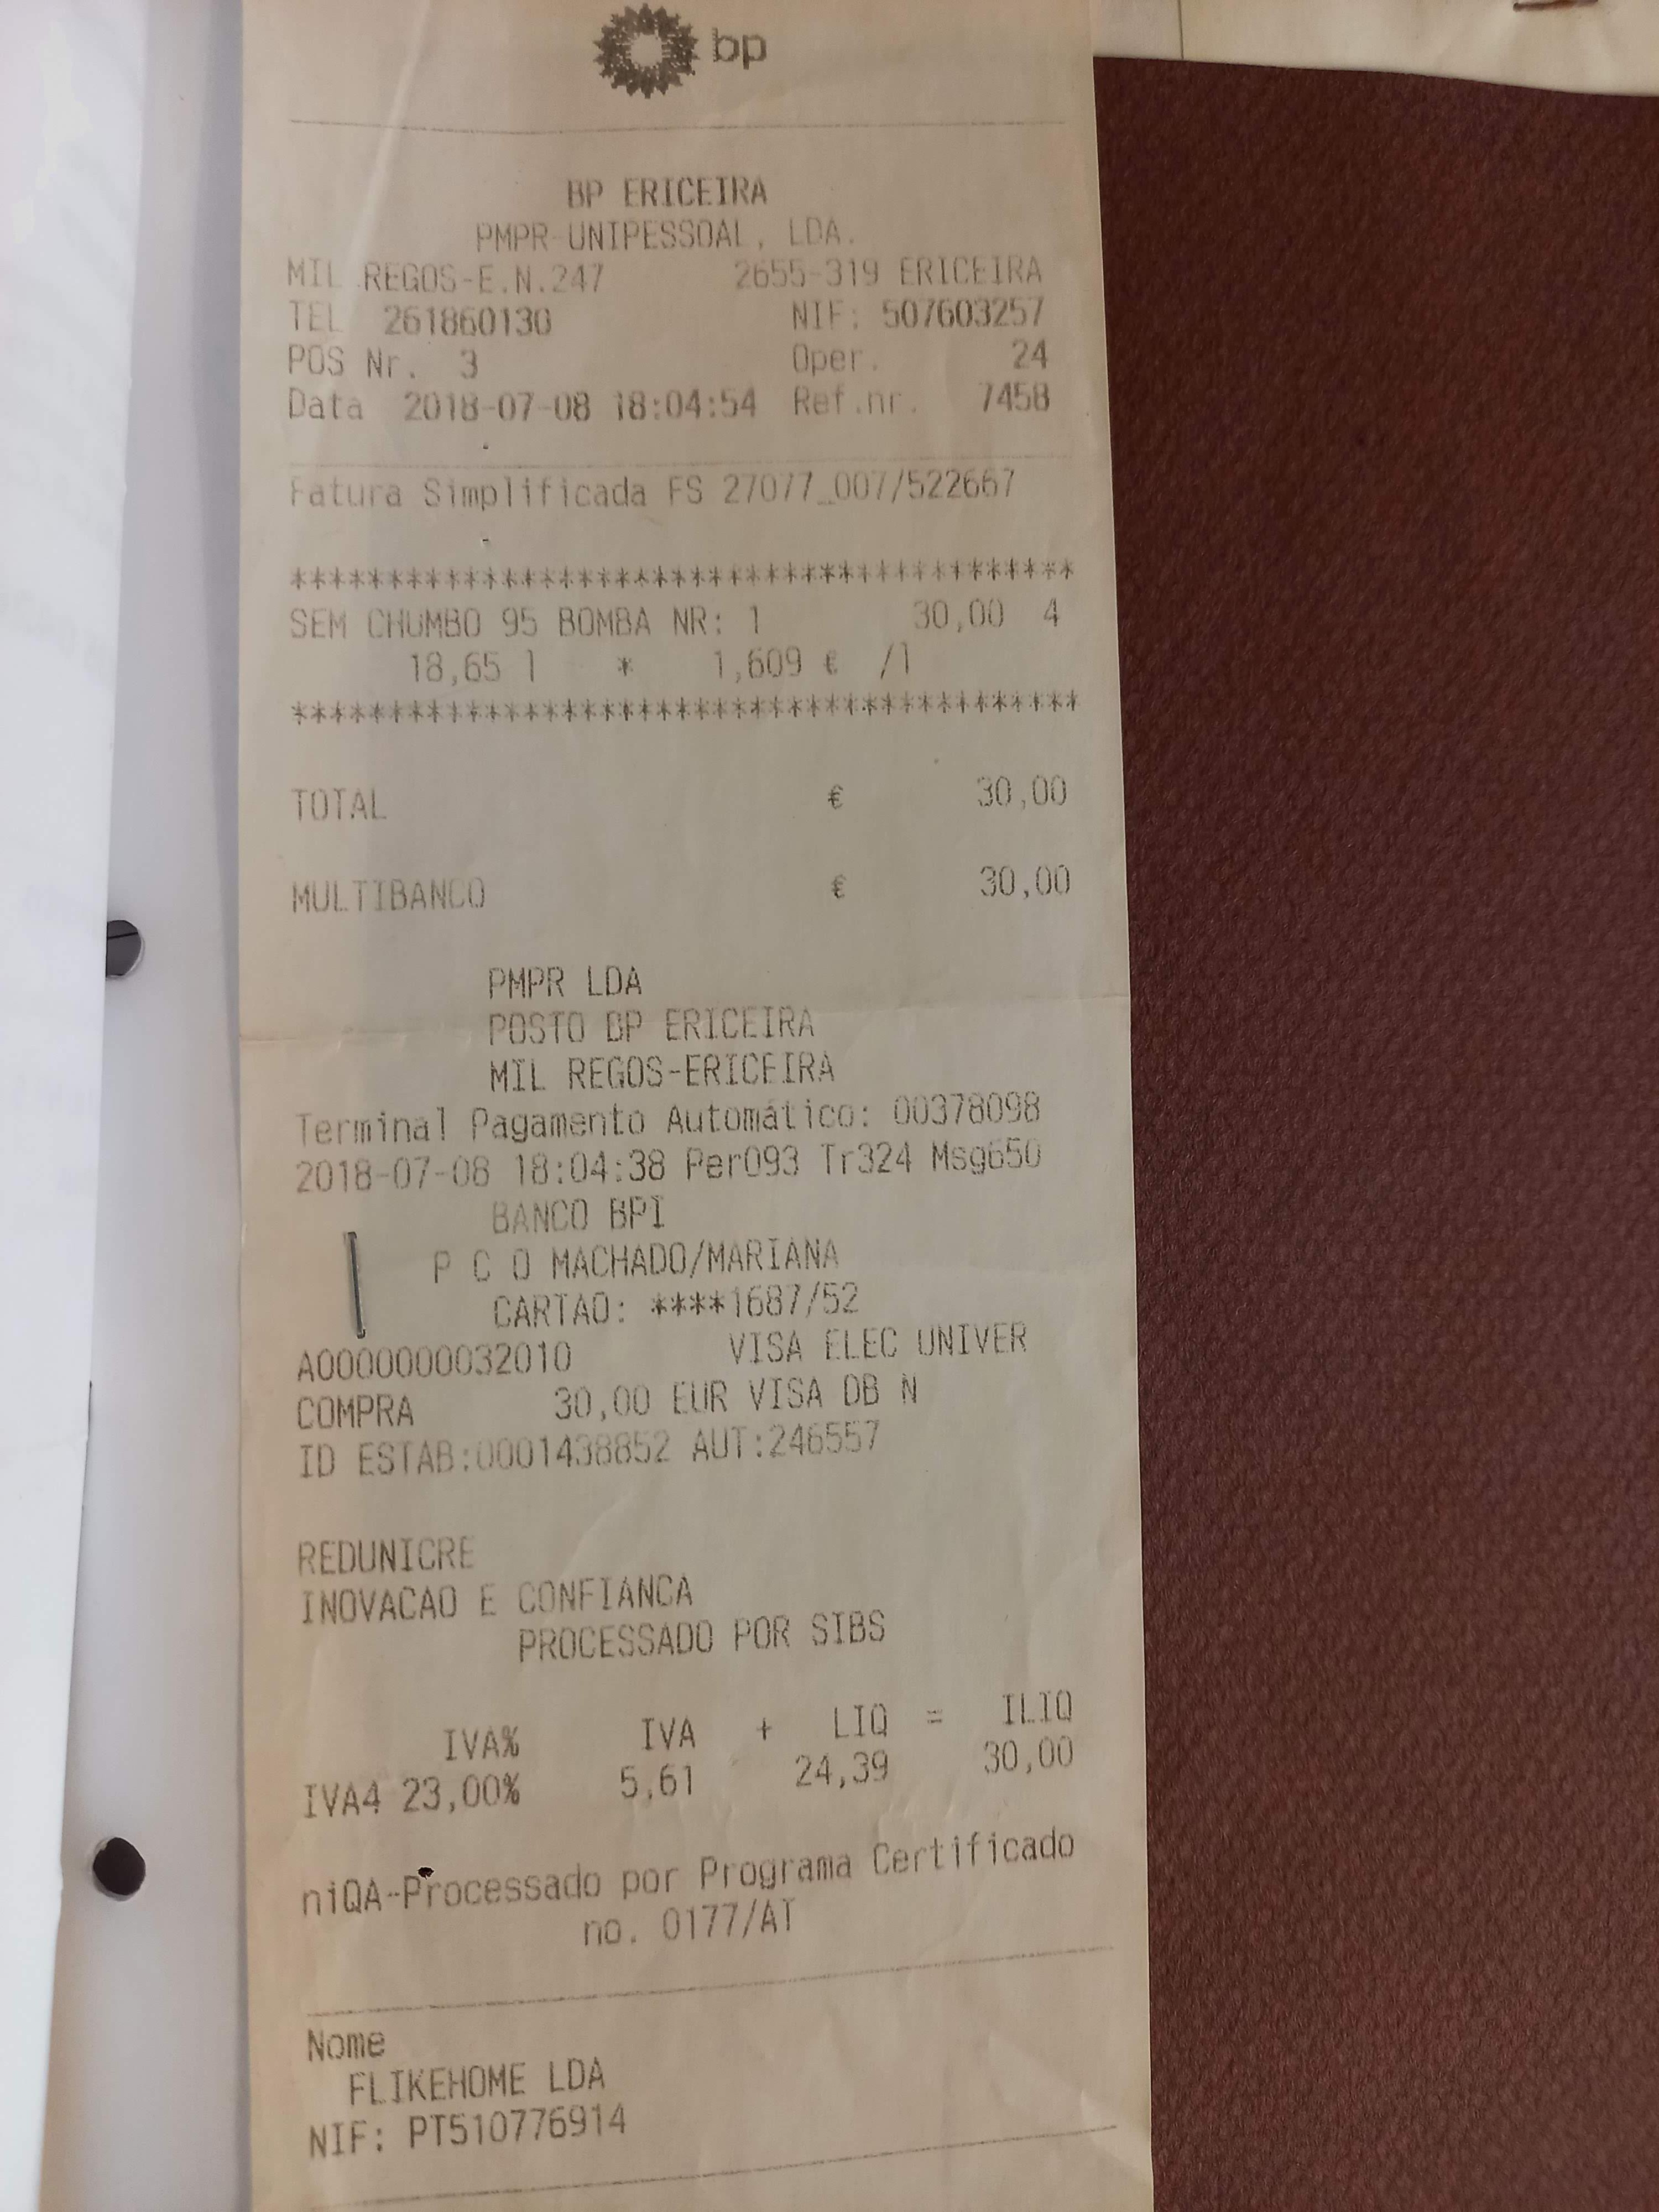 bp
BP ERICEIRA
PMPR-UNIPESSOAL, LDA.
MIL REGOS-E.N.247 2655-319 ERICEIRA
TEL 261860130 NIF: 507603257
POS Nr. 3 Oper. 24
Data 2018-07-08 18:04:54 Ref.nr. 7458
Fatura Simplificada FS 27077_007/522667
*****************************************
SEM CHUMBO 95 BOMBA NR: 1 30,00 4
18,65 l * 1,609 € /l
*****************************************
TOTAL € 30,00
MULTIBANCO € 30,00
PMPR LDA
POSTO BP ERICEIRA
MIL REGOS-ERICEIRA
Terminal Pagamento Automático: 00378098
2018-07-08 18:04:38 Per093 Tr324 Msg650
BANCO BPI
P C O MACHADO/MARIANA
CARTAO: ****1687/52
A0000000032010 VISA ELEC UNIVER
COMPRA 30,00 EUR VISA DB N
ID ESTAB:0001438852 AUT:246557
REDUNICRE
INOVACAO E CONFIANCA
PROCESSADO POR SIBS
IVA% IVA + LIQ = ILIQ
IVA4 23,00% 5,61 24,39 30,00
niQA-Processado por Programa Certificado
no. 0177/AT
Nome
FLIKEHOME LDA
NIF: PT510776914